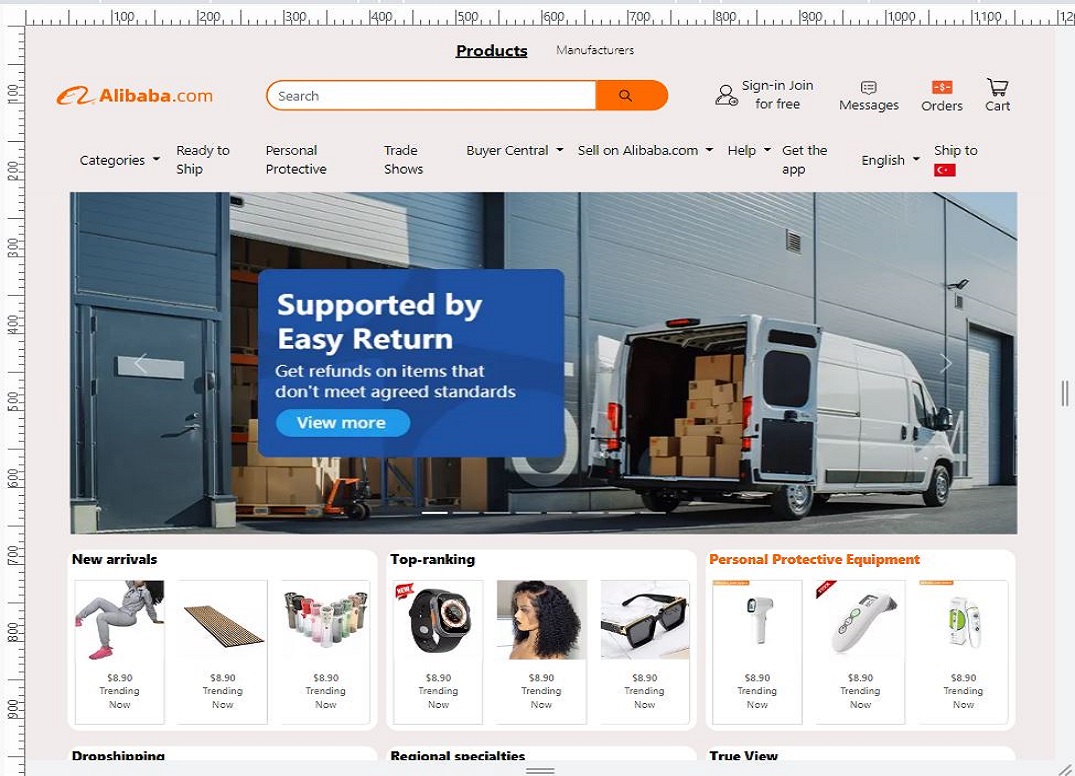 100 200 300 400 500 600 700 800 900 1000 1100
100
200
300
400
500
600
700
800
900
Products Manufacturers
Alibaba.com
Search
Sign-in Join
for free
Messages
Orders
Cart
Categories
Ready to
Ship
Personal
Protective
Trade
Shows
Buyer Central
Sell on Alibaba.com
Help
Get the
app
English
Ship to
Supported by
Easy Return
Get refunds on items that
don't meet agreed standards
View more
New arrivals
$8.90
Trending
Now
$8.90
Trending
Now
$8.90
Trending
Now
Top-ranking
NEW
$8.90
Trending
Now
$8.90
Trending
Now
$8.90
Trending
Now
Personal Protective Equipment
$8.90
Trending
Now
$8.90
Trending
Now
$8.90
Trending
Now
Dropshipping
Regional specialties
True View